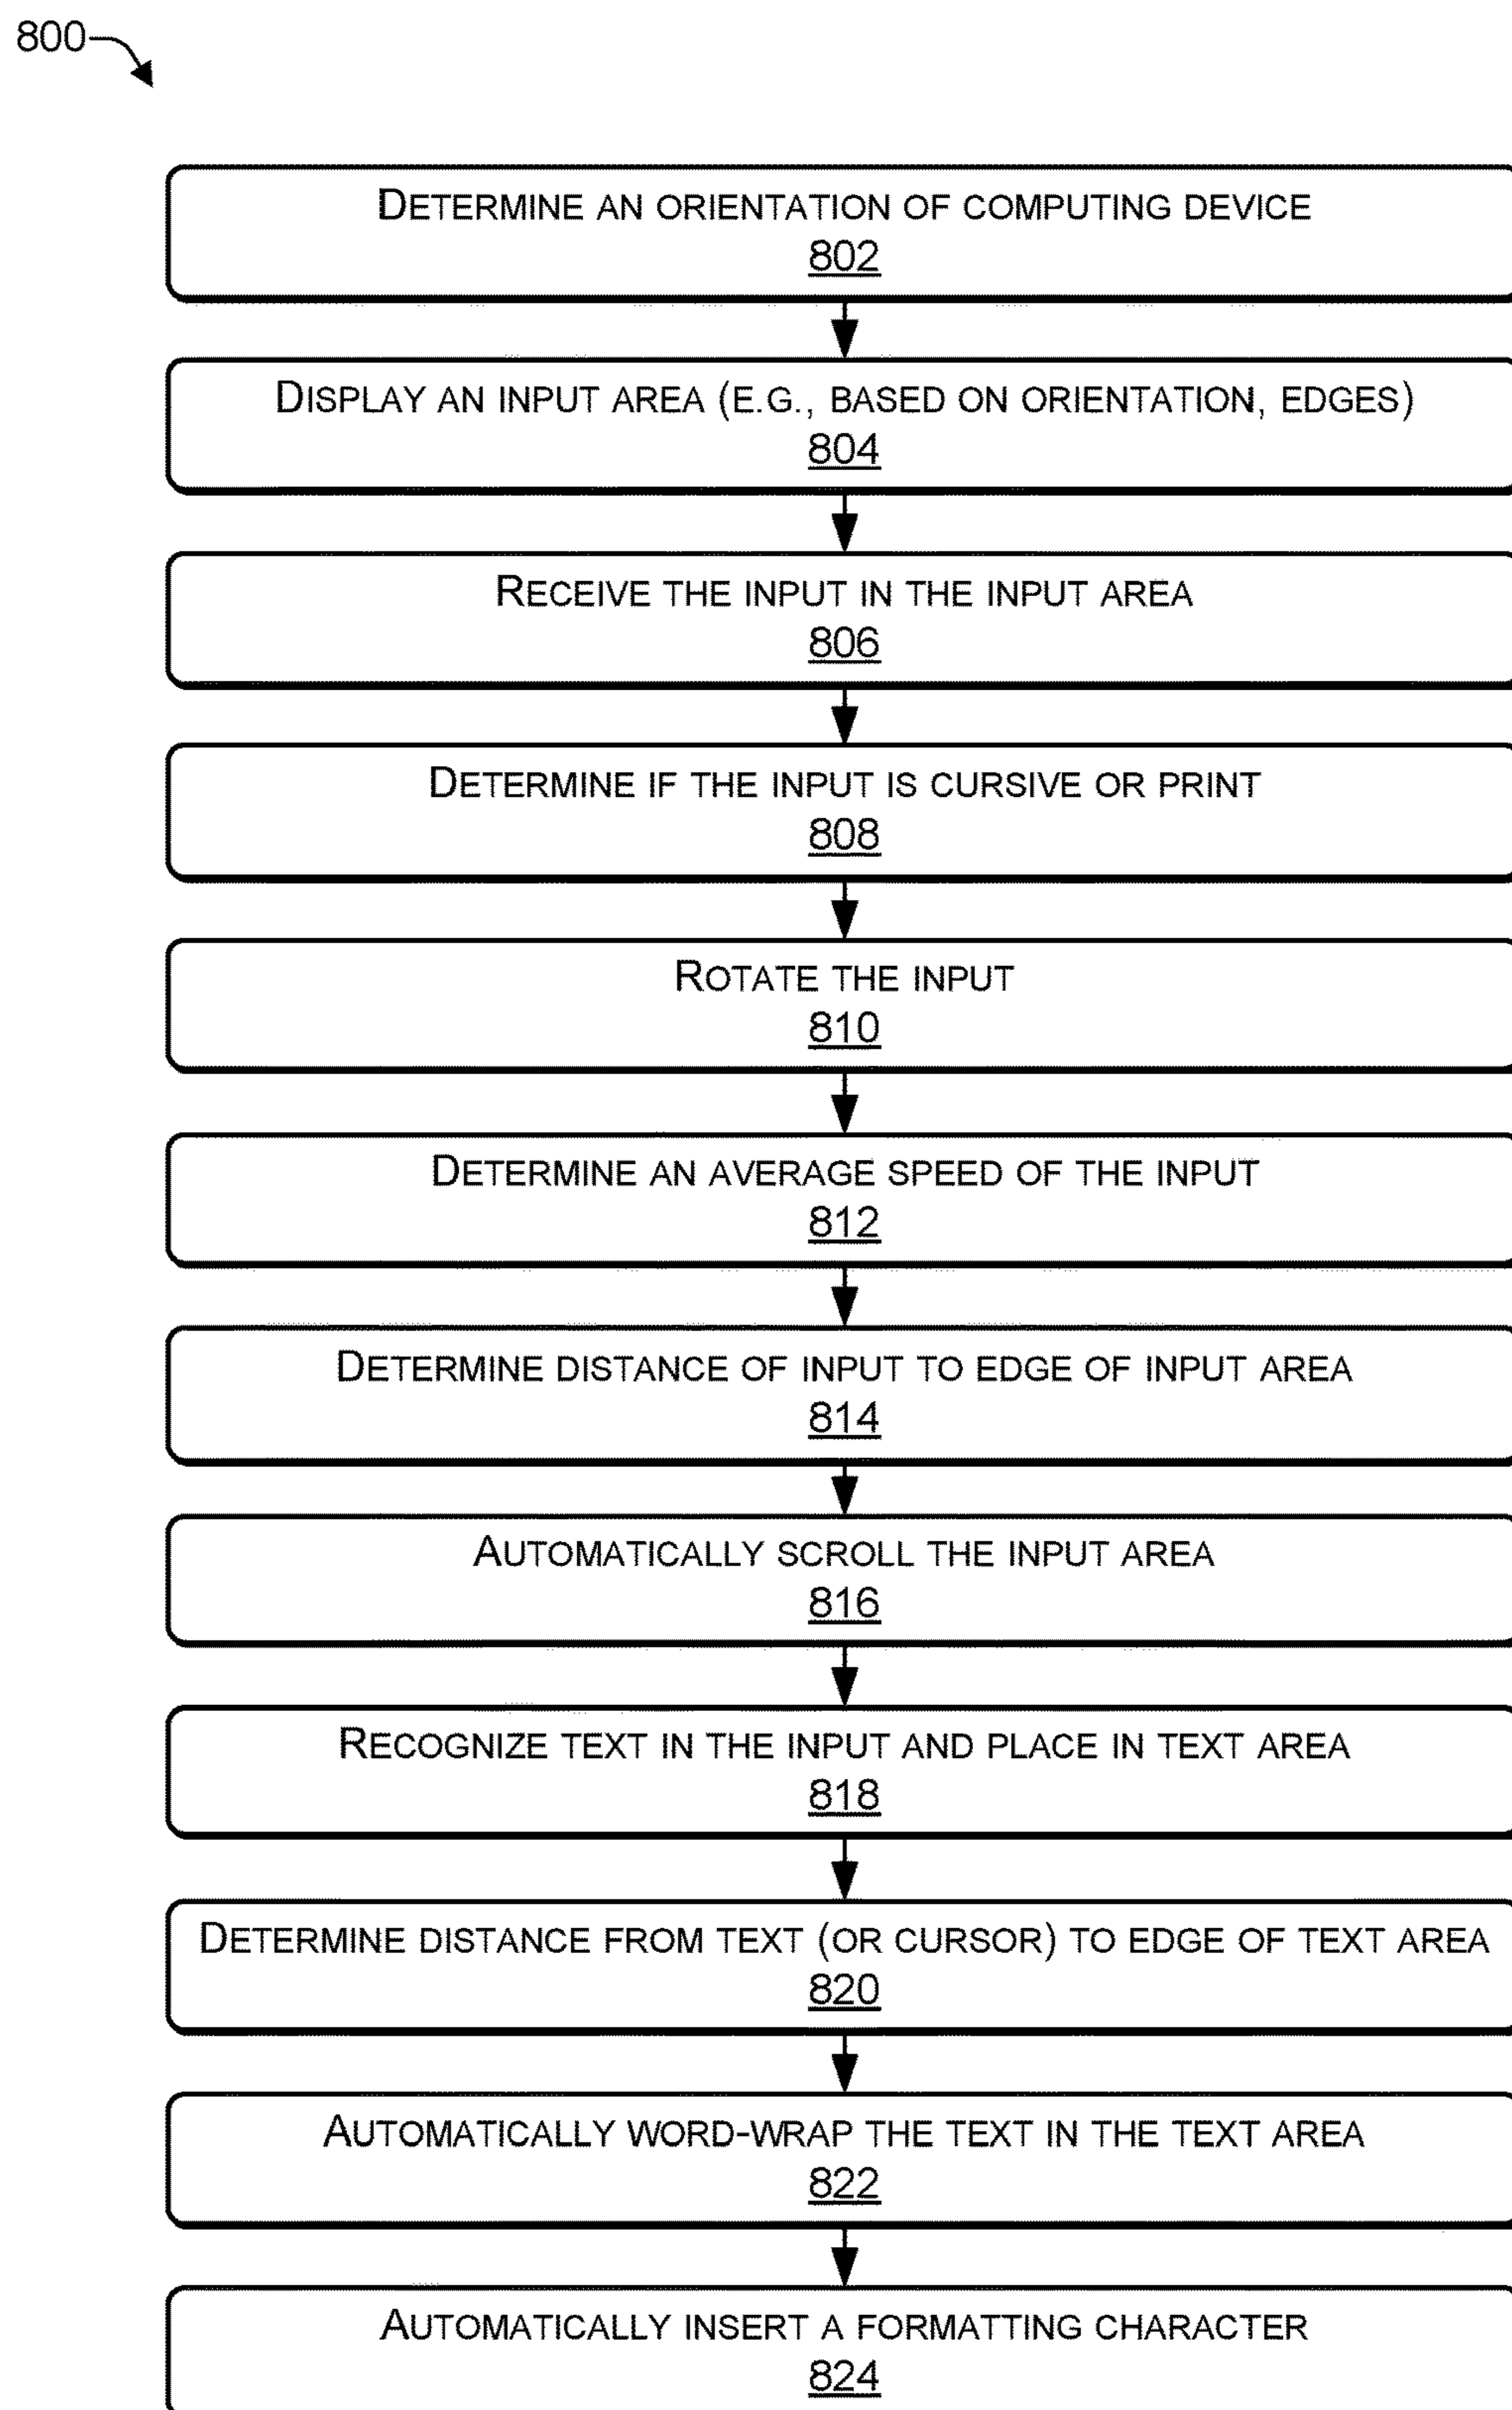 800
DETERMINE AN ORIENTATION OF COMPUTING DEVICE
802
DISPLAY AN INPUT AREA (E.G., BASED ON ORIENTATION, EDGES)
804
RECEIVE THE INPUT IN THE INPUT AREA
806
DETERMINE IF THE INPUT IS CURSIVE OR PRINT
808
ROTATE THE INPUT
810
DETERMINE AN AVERAGE SPEED OF THE INPUT
812
DETERMINE DISTANCE OF INPUT TO EDGE OF INPUT AREA
814
AUTOMATICALLY SCROLL THE INPUT AREA
816
RECOGNIZE TEXT IN THE INPUT AND PLACE IN TEXT AREA
818
DETERMINE DISTANCE FROM TEXT (OR CURSOR) TO EDGE OF TEXT AREA
820
AUTOMATICALLY WORD-WRAP THE TEXT IN THE TEXT AREA
822
AUTOMATICALLY INSERT A FORMATTING CHARACTER
824